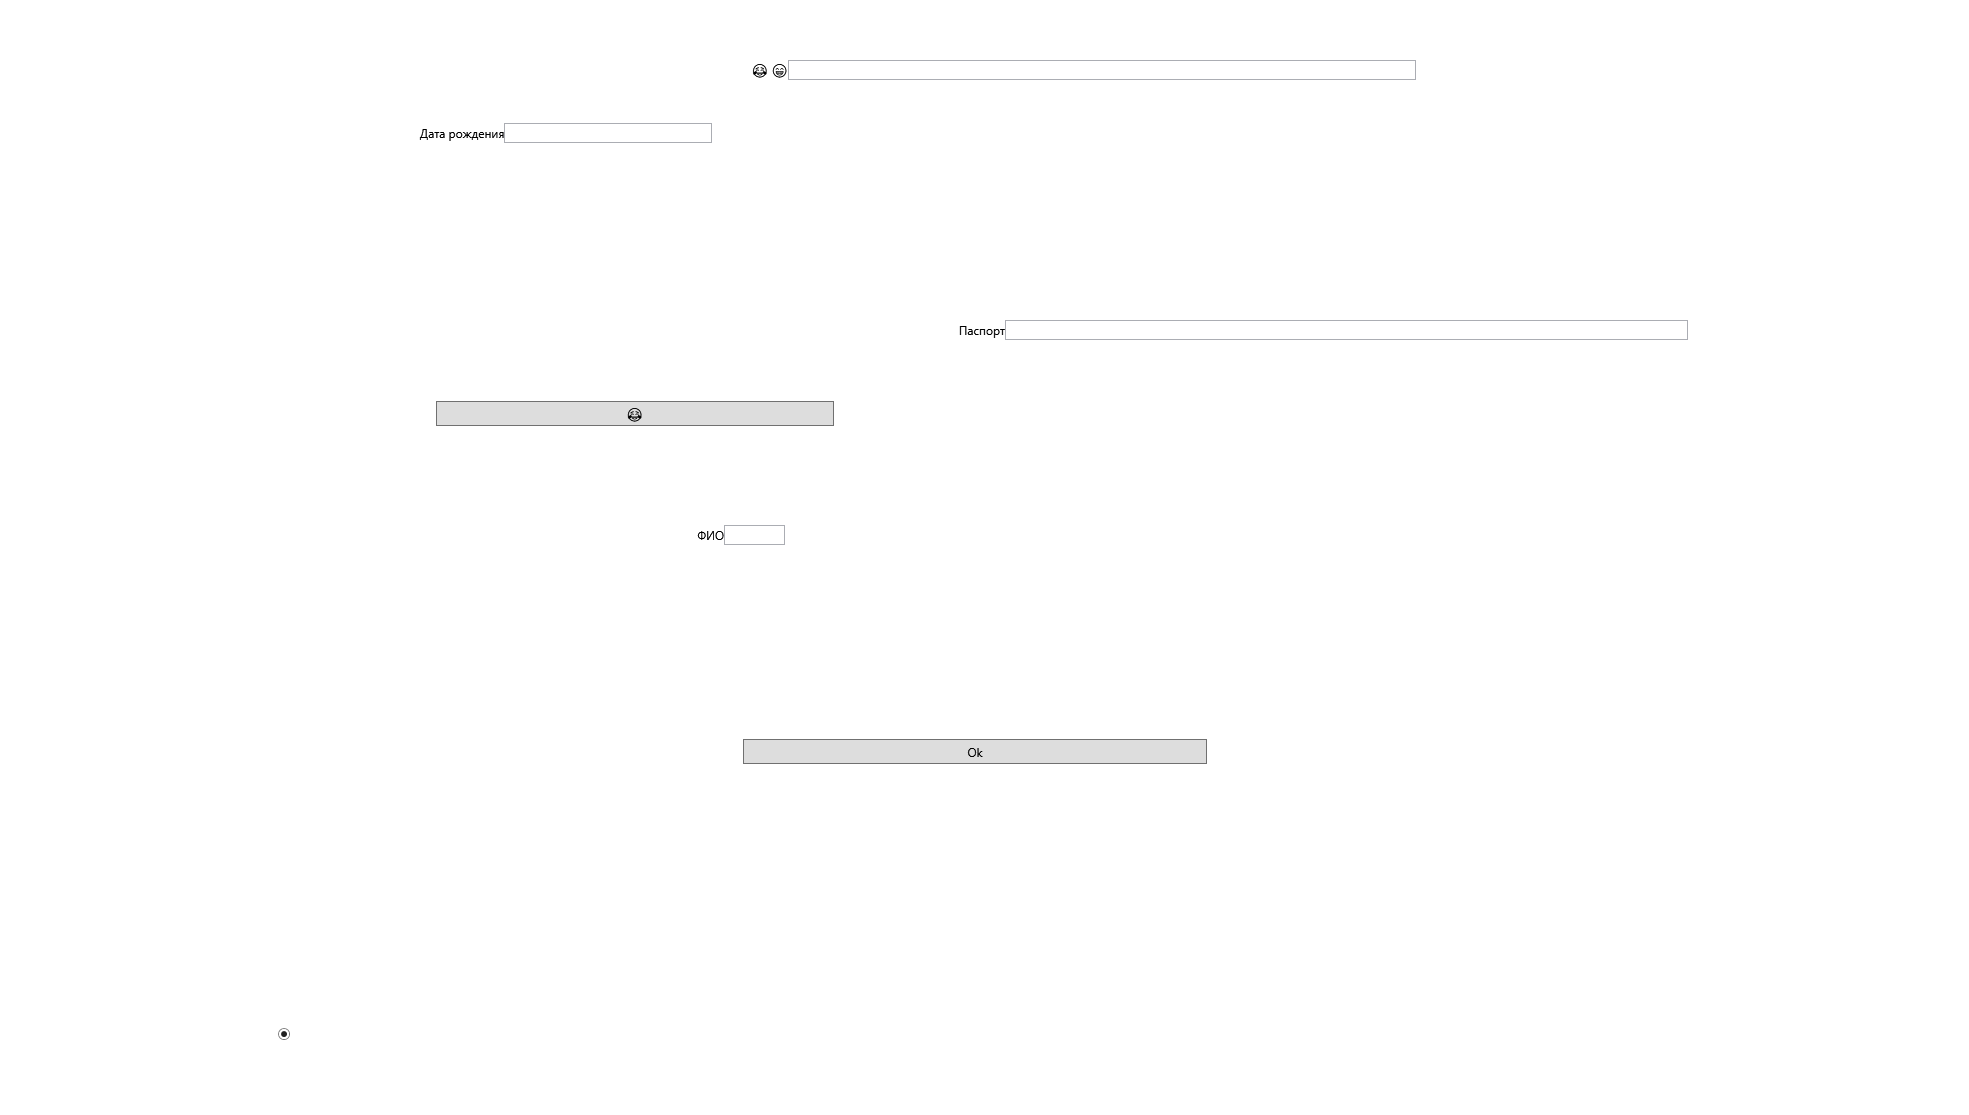 😂 😁
Дата рождения
Паспорт
😂
ФИО
Ok